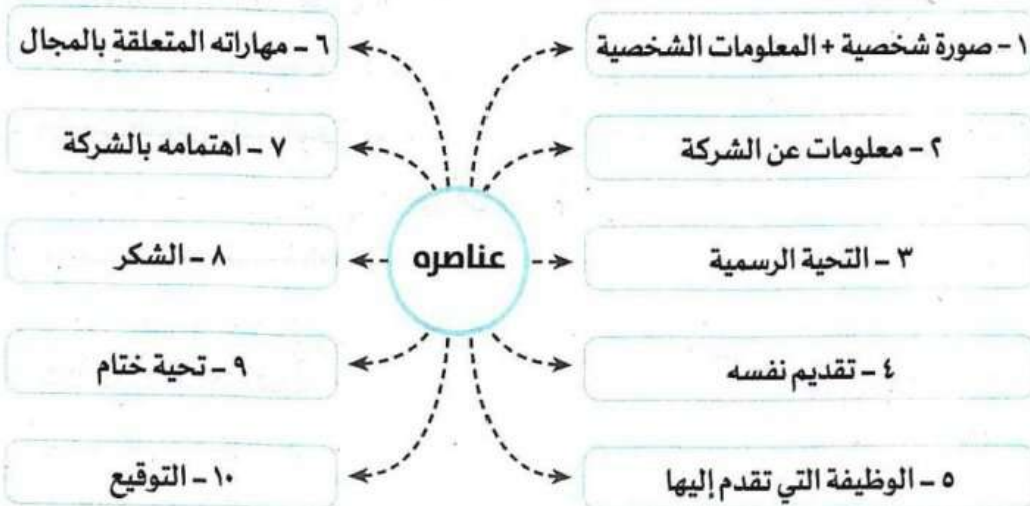 ١ - صورة شخصية + المعلومات الشخصية
٢ - معلومات عن الشركة
٣ - التحية الرسمية
٤ - تقديم نفسه
٥ - الوظيفة التي تقدم إليها
عناصره
٦ - مهاراته المتعلقة بالمجال
٧ - اهتمامه بالشركة
٨ - الشكر
٩ - تحية ختام
١٠ - التوقيع